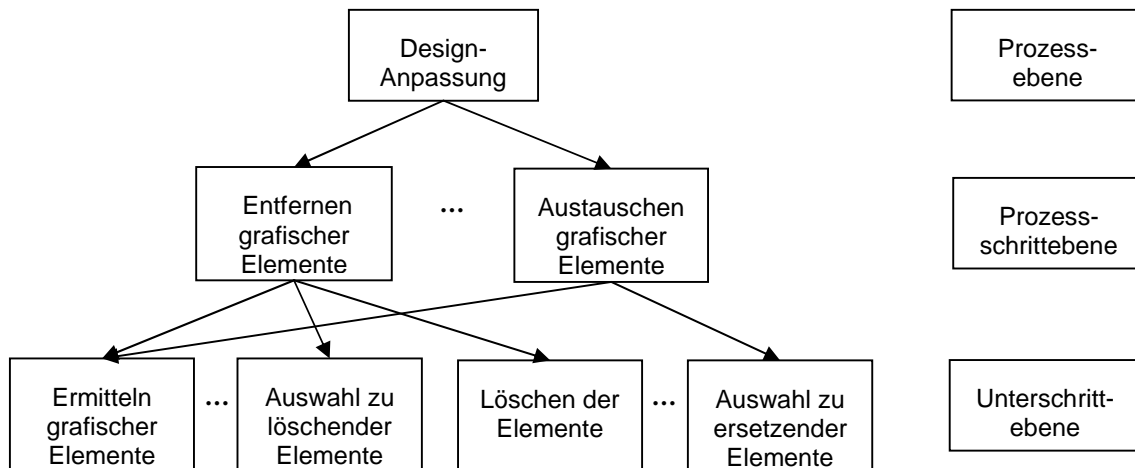 Design-
Anpassung
Prozess-
ebene
Entfernen
grafischer
Elemente
...
Austauschen
grafischer
Elemente
Prozess-
schrittebene
Ermitteln
grafischer
Elemente
...
Auswahl zu
löschender
Elemente
Löschen der
Elemente
...
Auswahl zu
ersetzender
Elemente
Unterschritt-
ebene